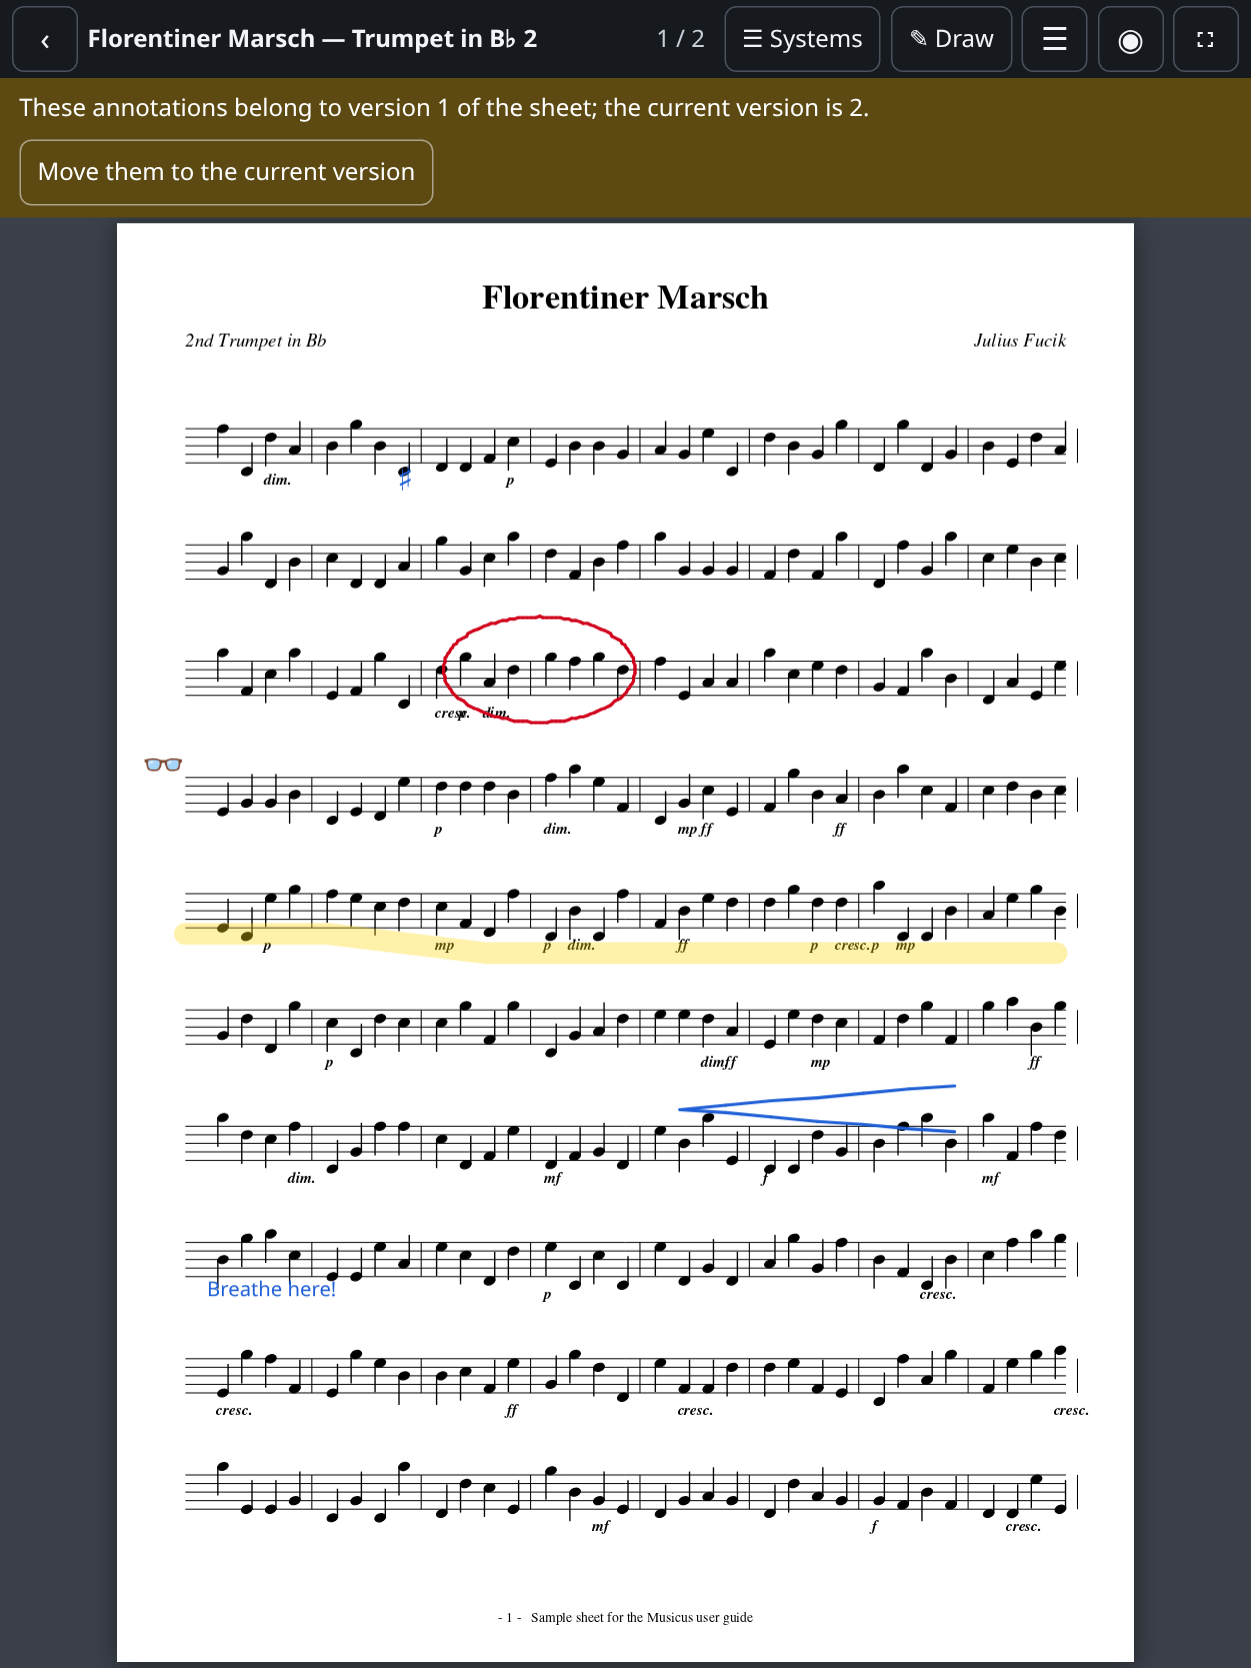 Florentiner Marsch — Trumpet in B♭ 2
1 / 2
☰ Systems
✎ Draw
These annotations belong to version 1 of the sheet; the current version is 2.
Move them to the current version
Florentiner Marsch
2nd Trumpet in Bb
Julius Fucik
dim. p
cresc. p dim.
p dim. mp ff ff
p mp p dim. ff p cresc. p mp
p dim. ff mp ff
dim. mf f mf
Breathe here!
p cresc.
cresc. ff cresc. cresc.
mf f cresc.
- 1 - Sample sheet for the Musicus user guide